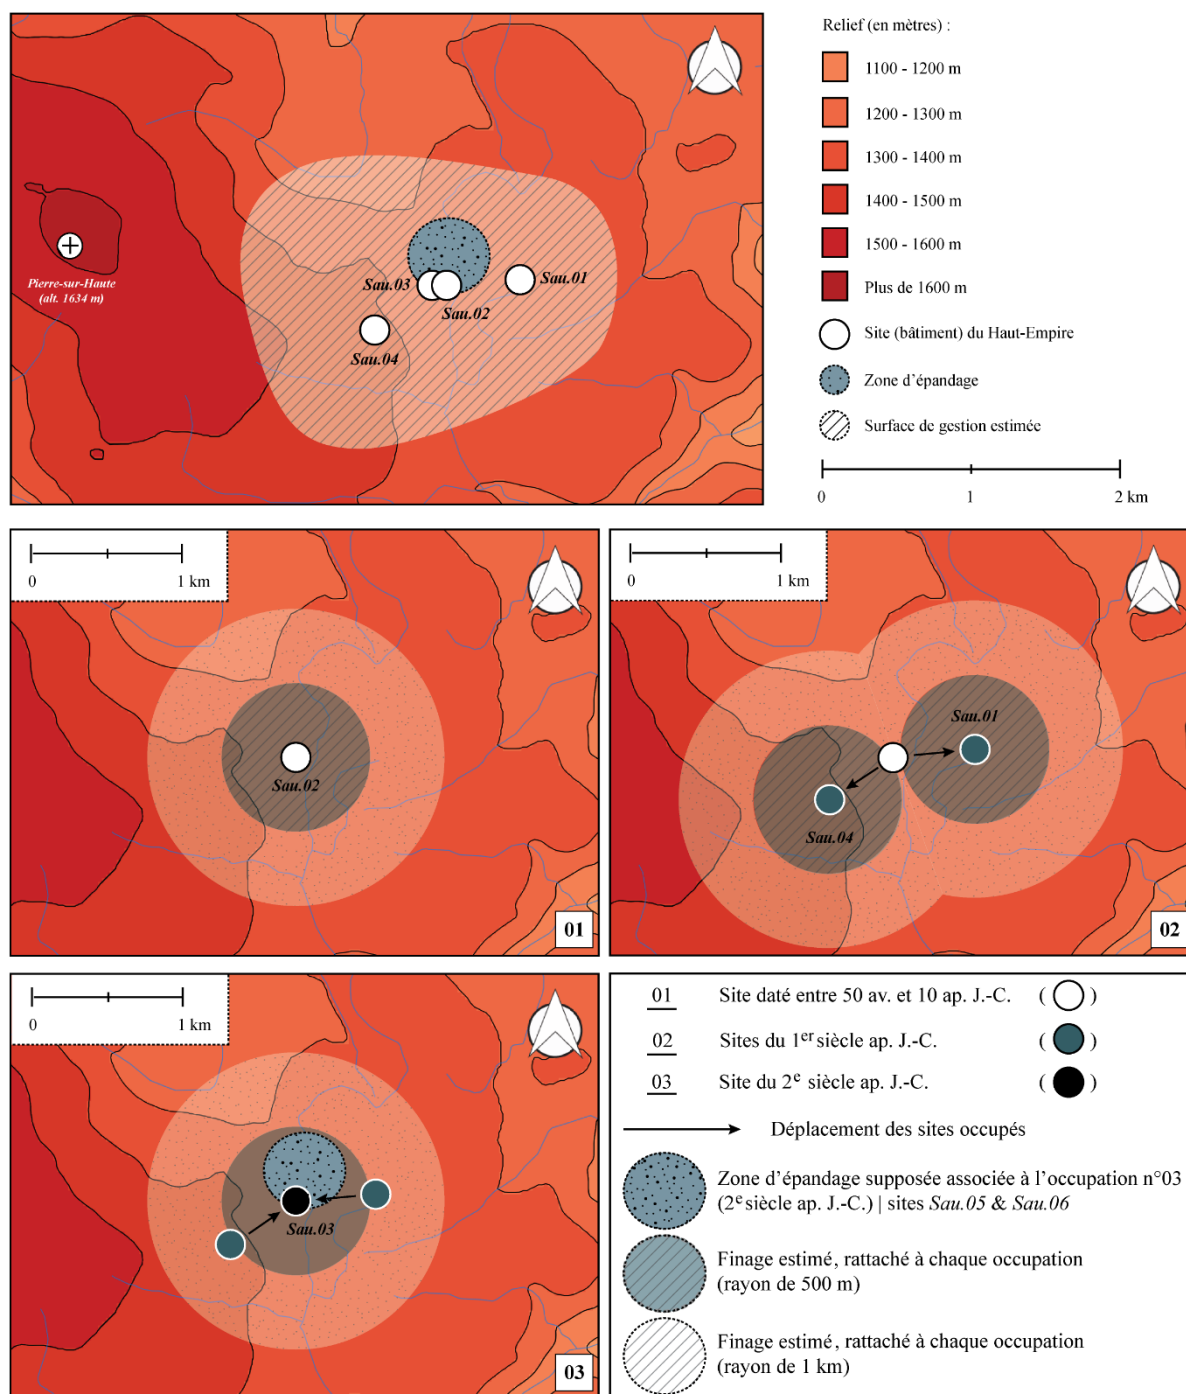 Relief (en mètres) :
1100 - 1200 m
1200 - 1300 m
1300 - 1400 m
1400 - 1500 m
1500 - 1600 m
Plus de 1600 m
Site (bâtiment) du Haut-Empire
Zone d'épandage
Surface de gestion estimée
0 1 2 km
Pierre-sur-Haute
(alt. 1634 m)
Sau.03
Sau.01
Sau.02
Sau.04
0 1 km
Sau.02
01
0 1 km
Sau.01
Sau.04
02
0 1 km
Sau.03
03
01 Site daté entre 50 av. et 10 ap. J.-C. ( )
02 Sites du 1er siècle ap. J.-C. ( )
03 Site du 2e siècle ap. J.-C. ( )
Déplacement des sites occupés
Zone d'épandage supposée associée à l'occupation n°03
(2e siècle ap. J.-C.) | sites Sau.05 & Sau.06
Finage estimé, rattaché à chaque occupation
(rayon de 500 m)
Finage estimé, rattaché à chaque occupation
(rayon de 1 km)